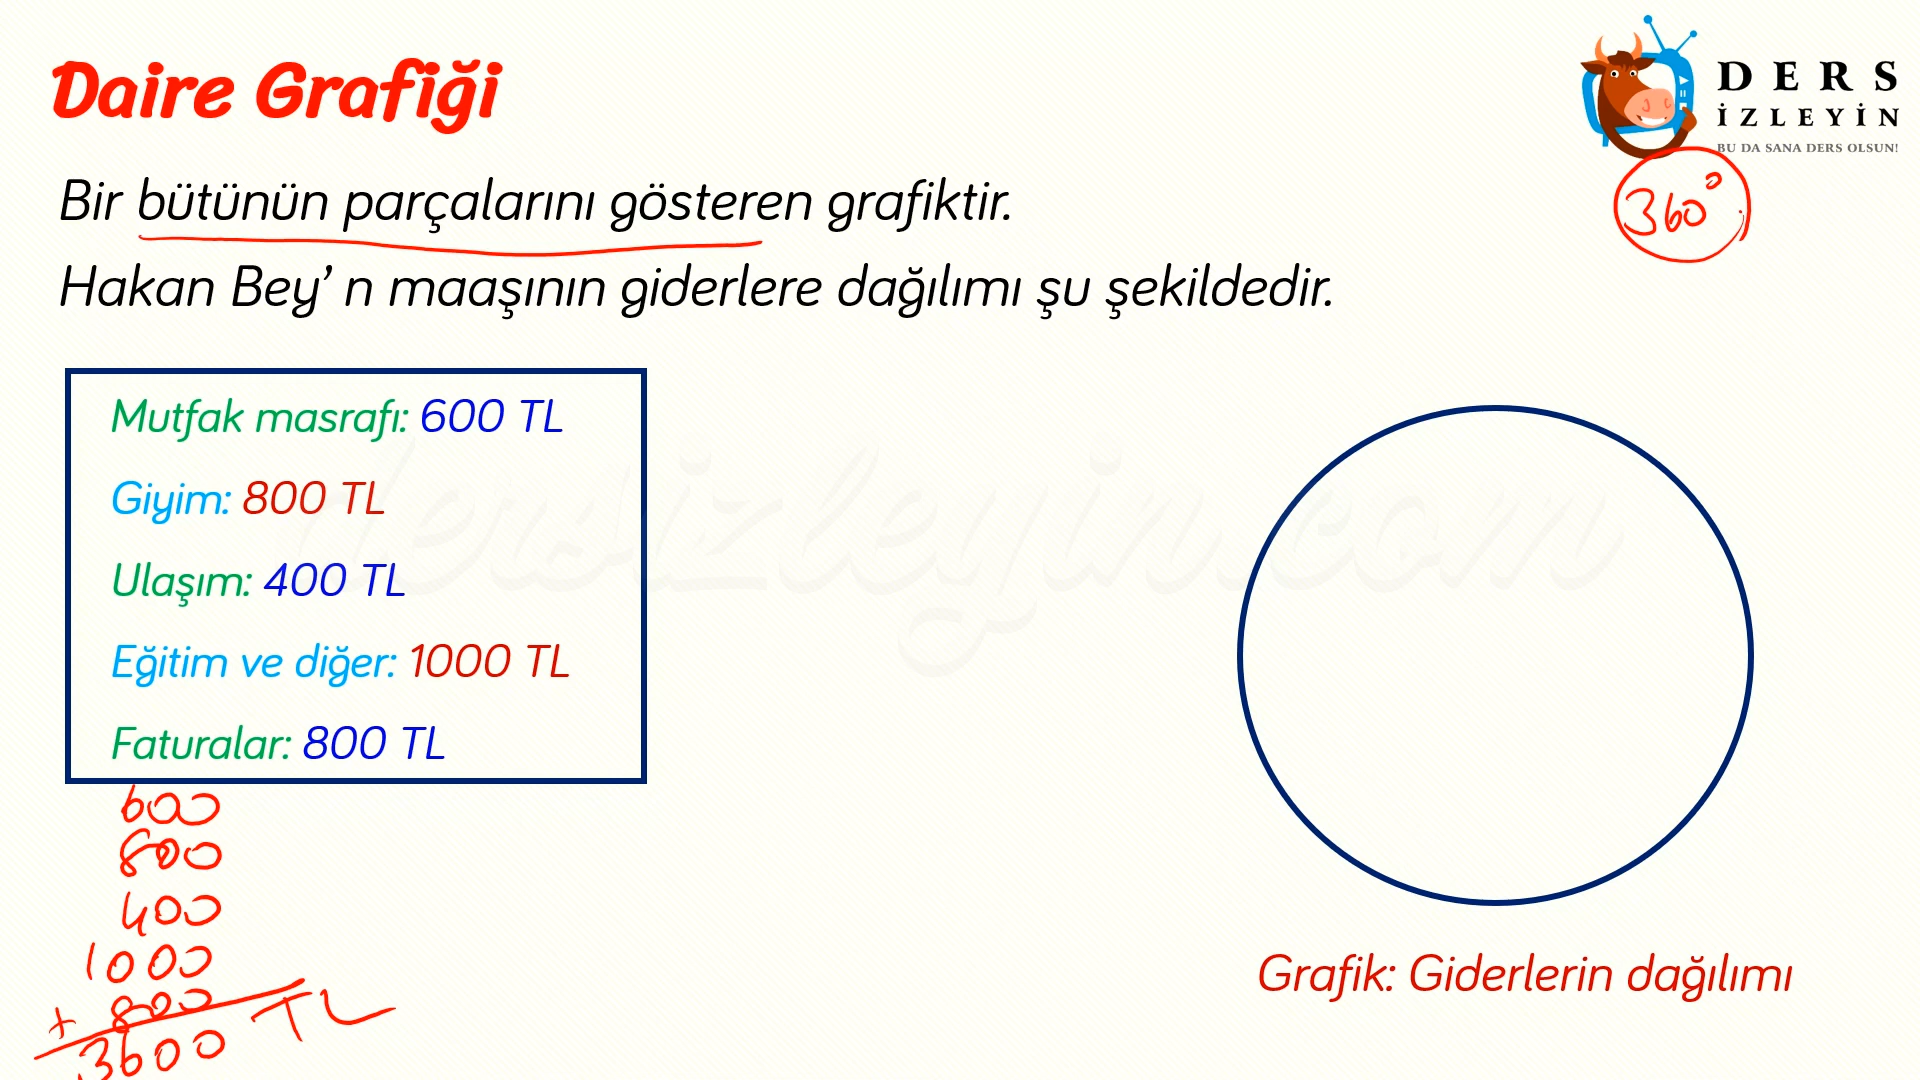 Daire Grafiği
DERS
İZLEYİN
BU DA SANA DERS OLSUN!
360°
Bir bütünün parçalarını gösteren grafiktir.
Hakan Bey’ n maaşının giderlere dağılımı şu şekildedir.
Mutfak masrafı: 600 TL
Giyim: 800 TL
Ulaşım: 400 TL
Eğitim ve diğer: 1000 TL
Faturalar: 800 TL
dersizleyin.com
600
800
400
1000
+ 800
3600 TL
Grafik: Giderlerin dağılımı